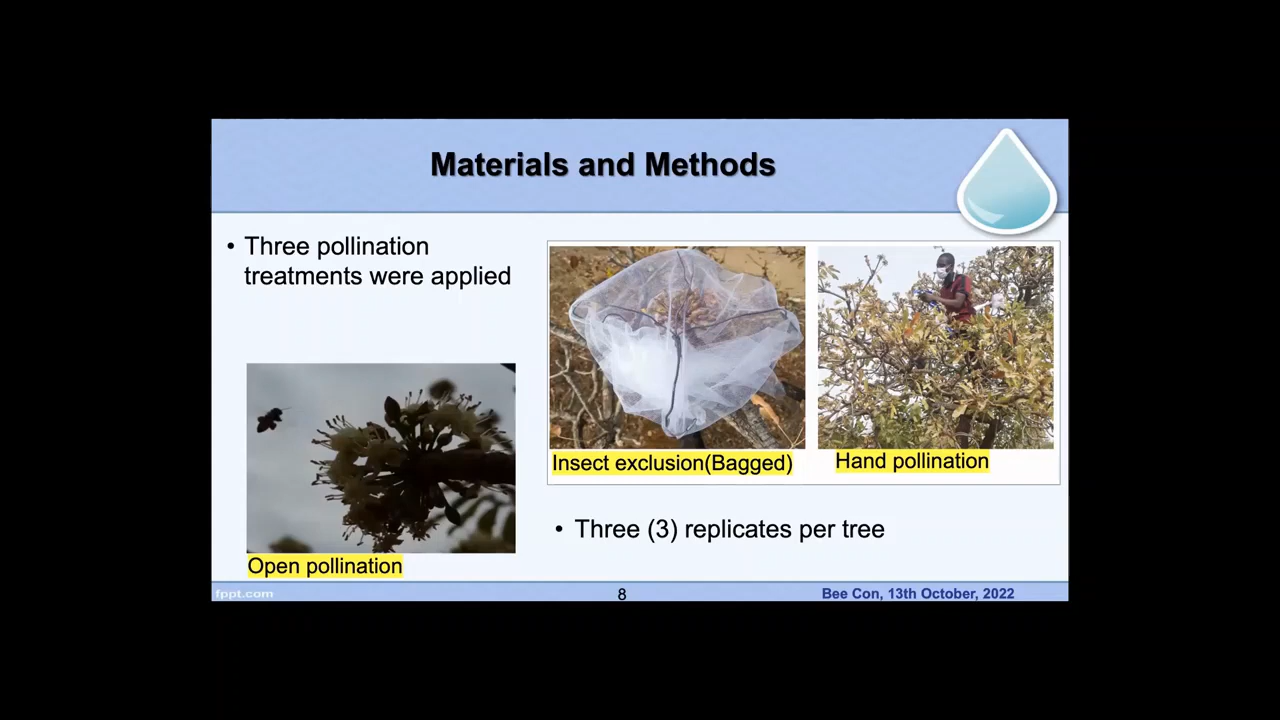 Materials and Methods
• Three pollination
treatments were applied
Insect exclusion(Bagged)
Hand pollination
• Three (3) replicates per tree
Open pollination
fppt.com
8
Bee Con, 13th October, 2022